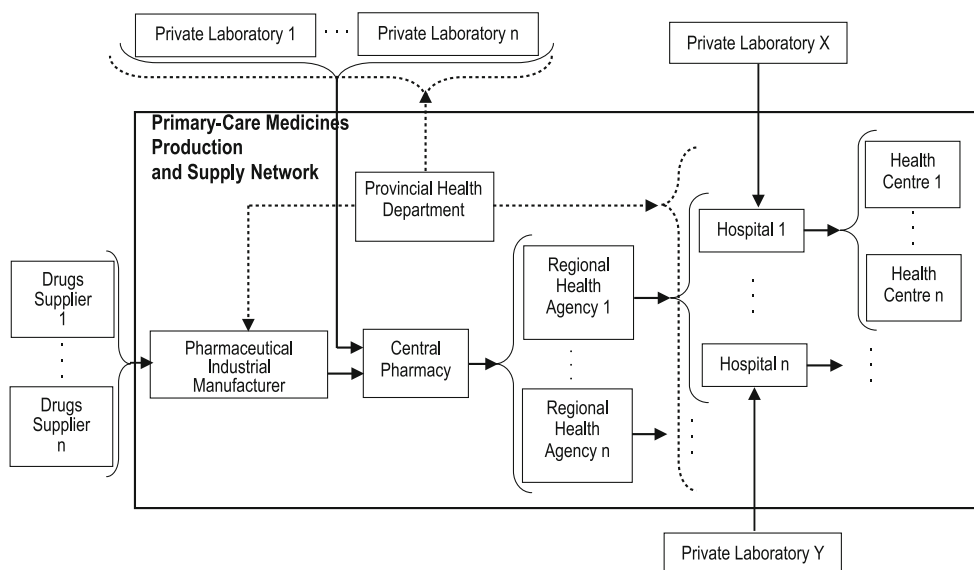 Private Laboratory 1
Private Laboratory n
Private Laboratory X
Primary-Care Medicines
Production
and Supply Network
Provincial Health
Department
Health
Centre 1
Hospital 1
Health
Centre n
Drugs
Supplier
1
Regional
Health
Agency 1
Pharmaceutical
Industrial
Manufacturer
Central
Pharmacy
Hospital n
Drugs
Supplier
n
Regional
Health
Agency n
Private Laboratory Y